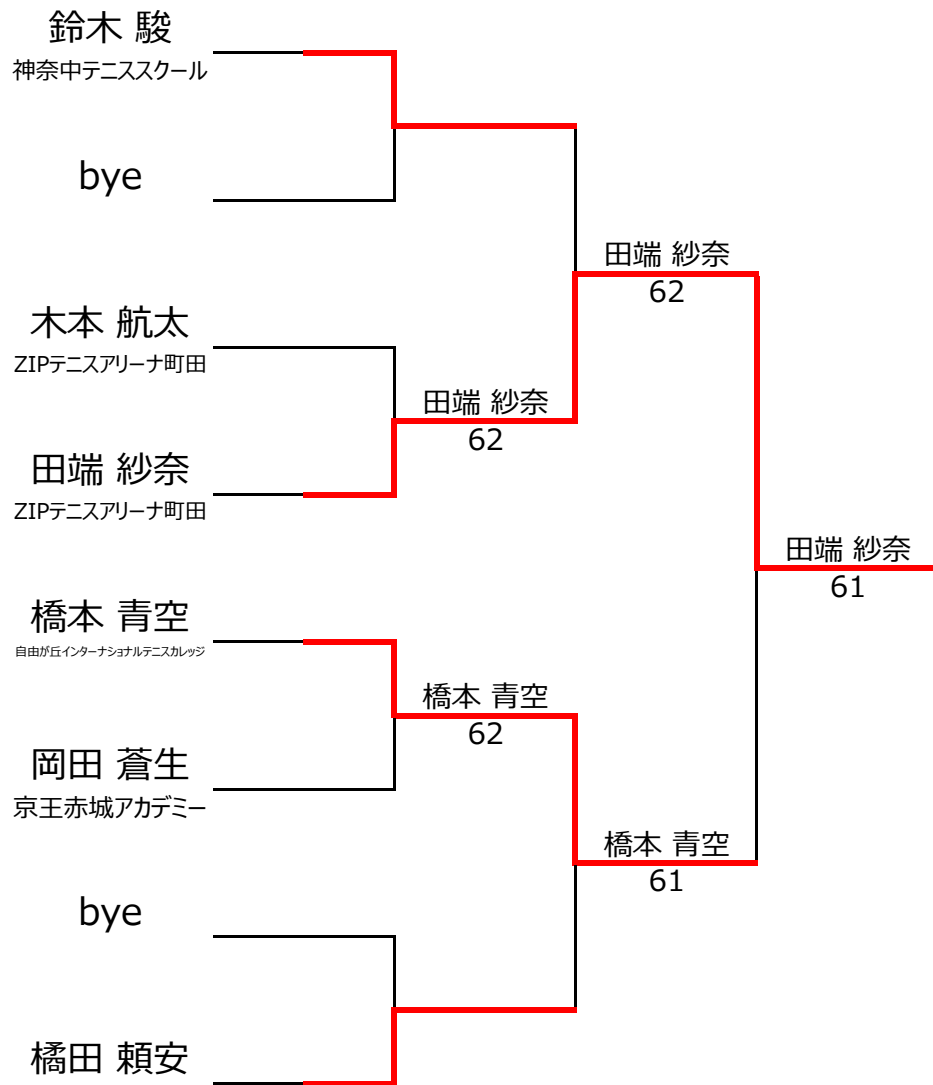 鈴木 駿
神奈中テニススクール
bye
田端 紗奈
62
木本 航太
ZIPテニスアリーナ町田
田端 紗奈
62
田端 紗奈
ZIPテニスアリーナ町田
田端 紗奈
61
橋本 青空
自由が丘インターナショナルテニスカレッジ
橋本 青空
62
岡田 蒼生
京王赤城アカデミー
橋本 青空
61
bye
橘田 頼安